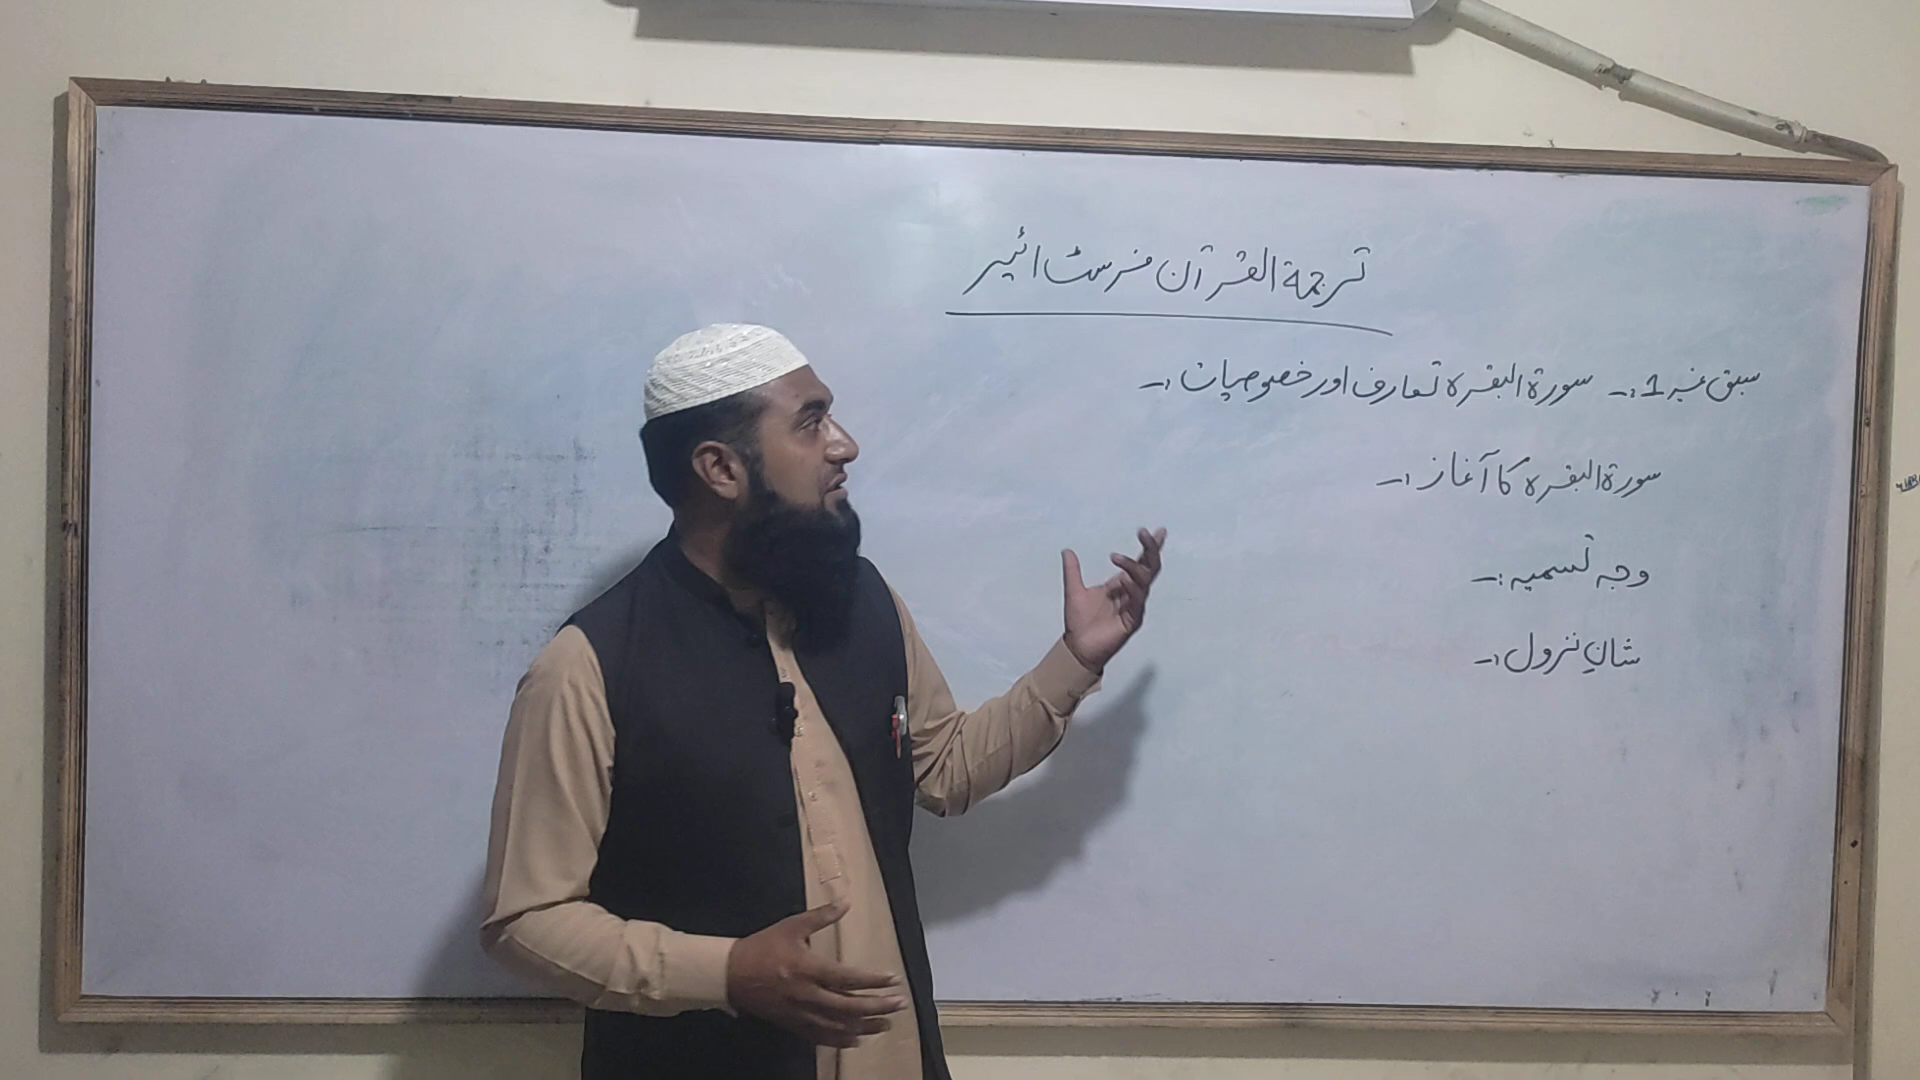 ترجمۃ القرآن فرسٹ ائیر
سبق نمبر 1:۔ سورۃ البقرہ تعارف اور خصوصیات :۔
سورۃ البقرہ کا آغاز :۔
وجہ تسمیہ :۔
شانِ نزول :۔